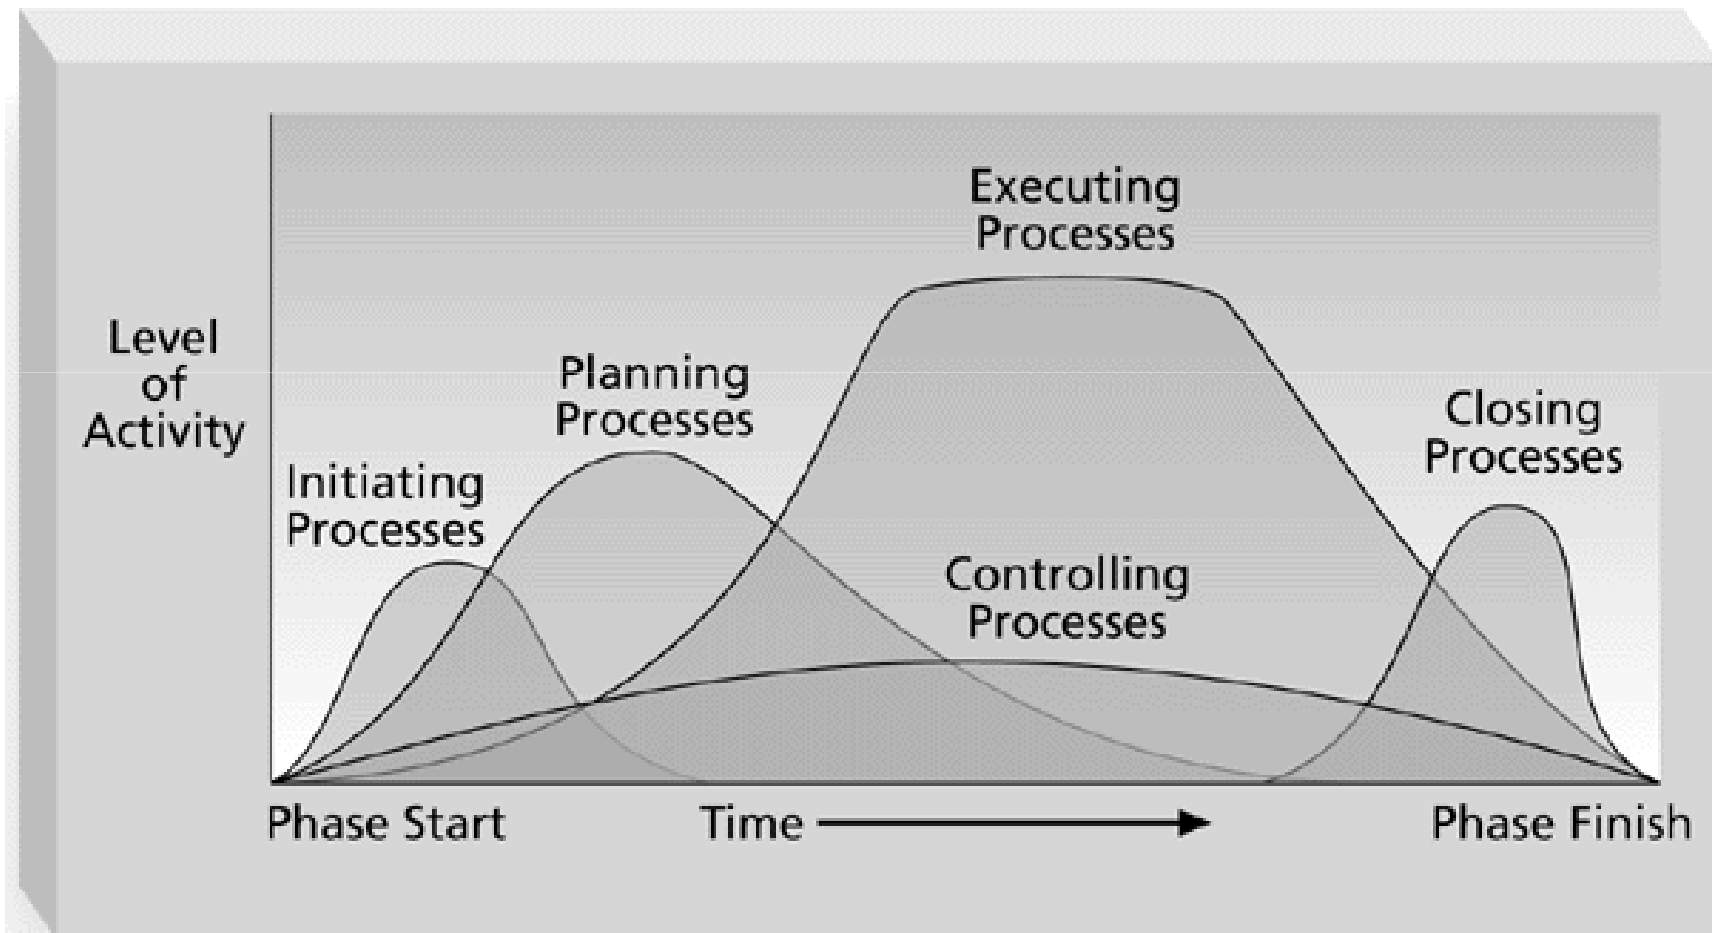 Executing
Processes
Level
of
Activity
Planning
Processes
Closing
Processes
Initiating
Processes
Controlling
Processes
Phase Start
Time
Phase Finish